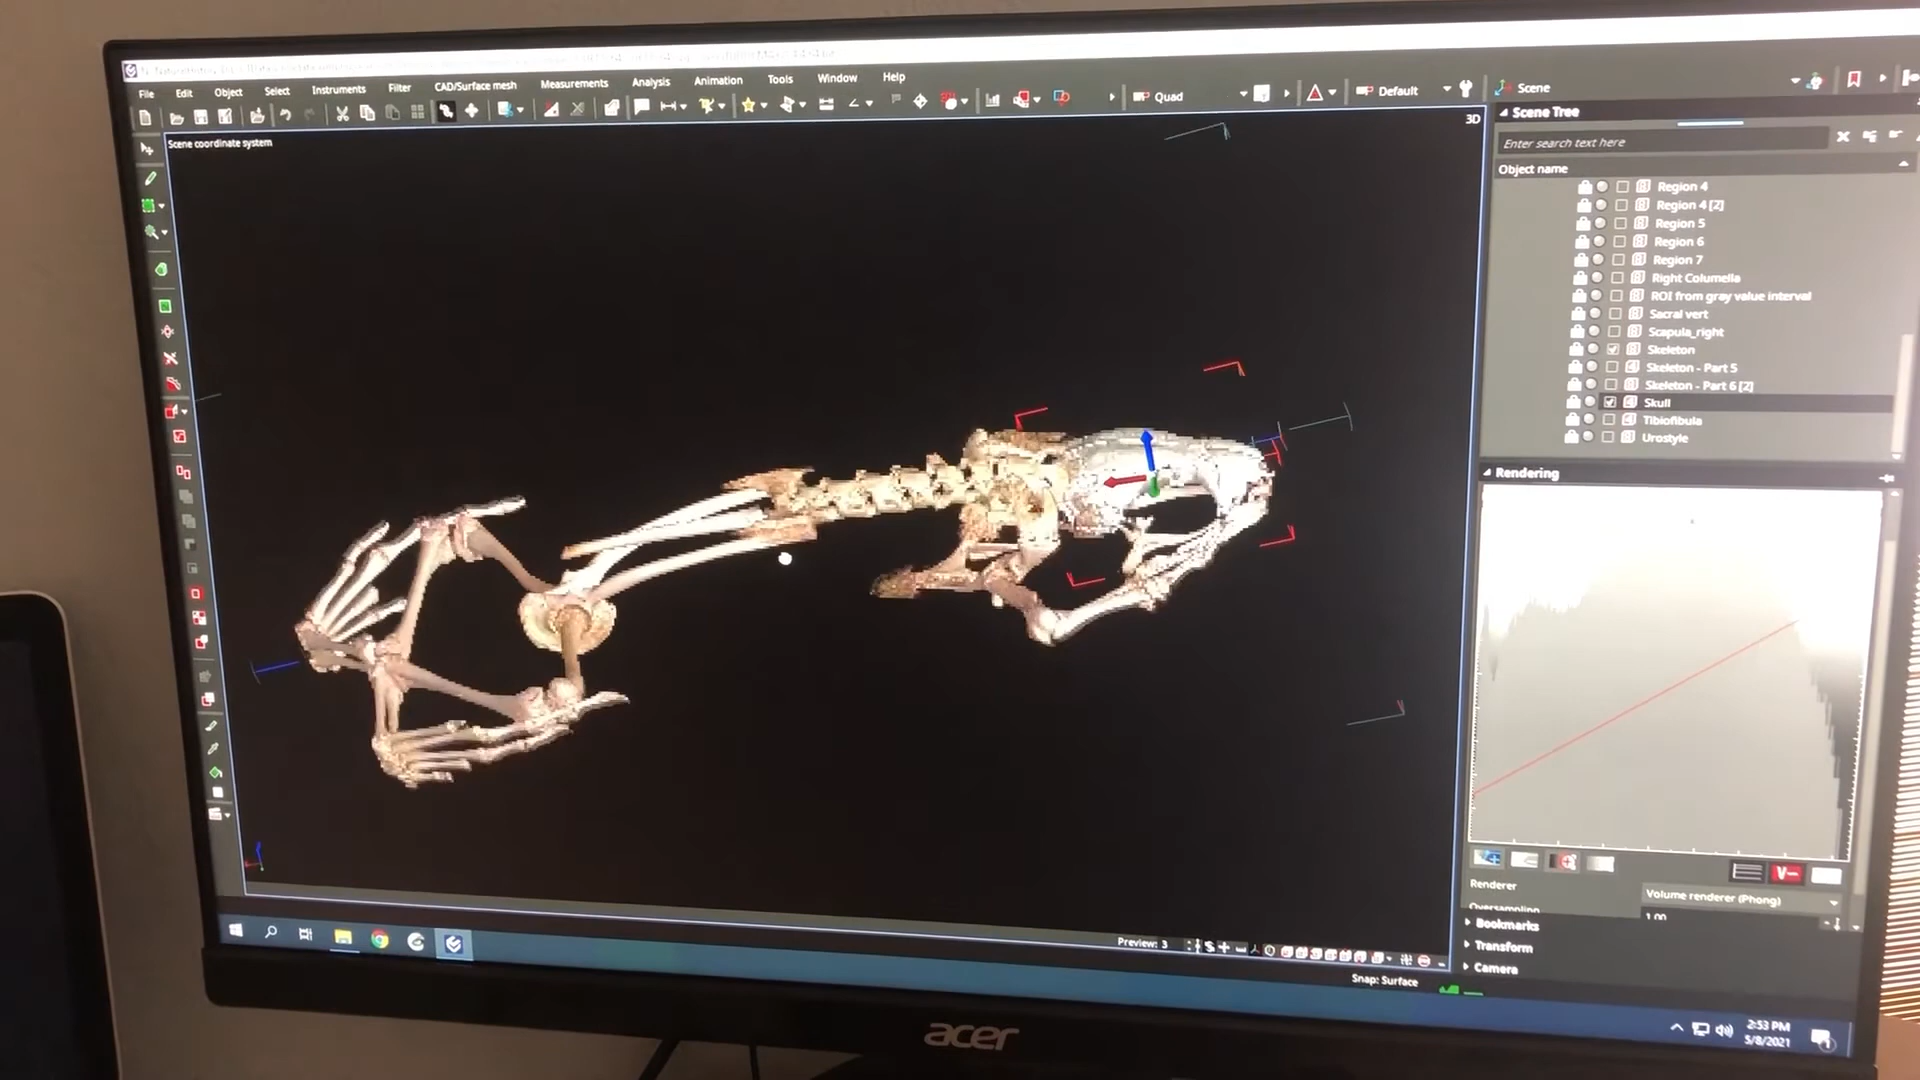 File Edit Object Select Instruments Filter CAD/Surface mesh Measurements Analysis Animation Tools Window Help
Quad
Default
Scene
Scene coordinate system
3D
Scene Tree
Enter search text here
Object name
Region 4
Region 4 [2]
Region 5
Region 6
Region 7
Right Columella
ROI from gray value interval
Sacral vert
Scapula_right
Skeleton
Skeleton - Part 5
Skeleton - Part 6 [2]
Skull
Tibiofibula
Urostyle
Rendering
Renderer
Volume renderer (Phong)
Oversampling
1.00
Bookmarks
Transform
Camera
Preview: 3
Snap: Surface
2:53 PM
5/8/2021
acer